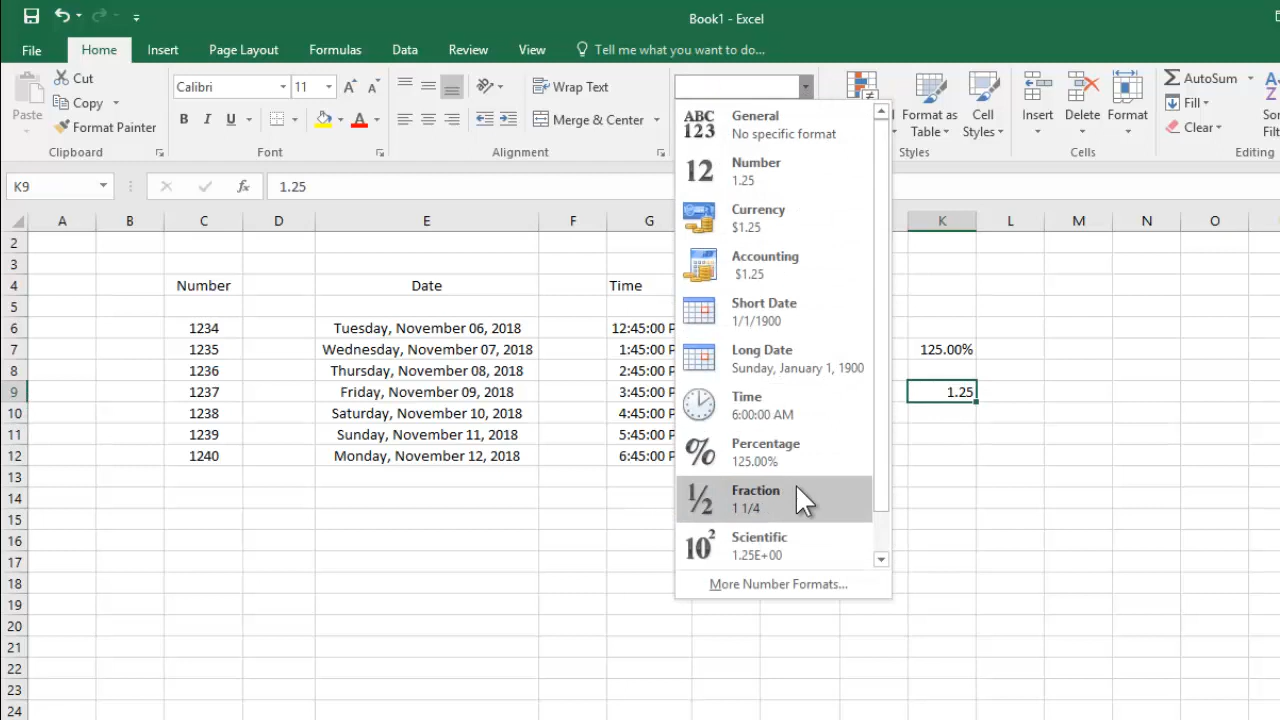 Book1 - Excel
File Home Insert Page Layout Formulas Data Review View Tell me what you want to do...
Paste
Cut
Copy
Format Painter
Clipboard
Calibri 11 A A
B I U A
Font
Wrap Text
Merge & Center
Alignment
Format as Table
Cell Styles
Styles
Insert Delete Format
Cells
AutoSum
Fill
Clear
Editing
K9 fx 1.25
ABC 123 General
No specific format
12 Number
1.25
Currency
$1.25
Accounting
$1.25
Short Date
1/1/1900
Long Date
Sunday, January 1, 1900
Time
6:00:00 AM
% Percentage
125.00%
½ Fraction
1 1/4
10² Scientific
1.25E+00
More Number Formats...
A B C D E F G K L M N O
2
3
4 Number Date Time
5
6 1234 Tuesday, November 06, 2018 12:45:00 P
7 1235 Wednesday, November 07, 2018 1:45:00 P 125.00%
8 1236 Thursday, November 08, 2018 2:45:00 P
9 1237 Friday, November 09, 2018 3:45:00 P 1.25
10 1238 Saturday, November 10, 2018 4:45:00 P
11 1239 Sunday, November 11, 2018 5:45:00 P
12 1240 Monday, November 12, 2018 6:45:00 P
13
14
15
16
17
18
19
20
21
22
23
24